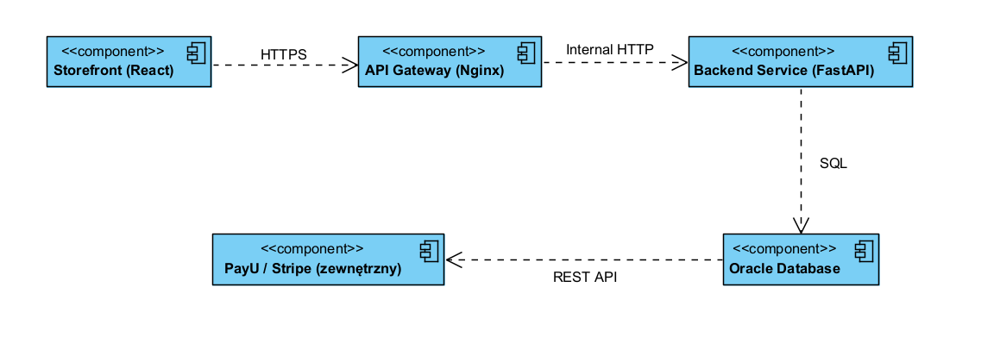 <<component>>
Storefront (React)
HTTPS
<<component>>
API Gateway (Nginx)
Internal HTTP
<<component>>
Backend Service (FastAPI)
SQL
<<component>>
PayU / Stripe (zewnętrzny)
REST API
<<component>>
Oracle Database